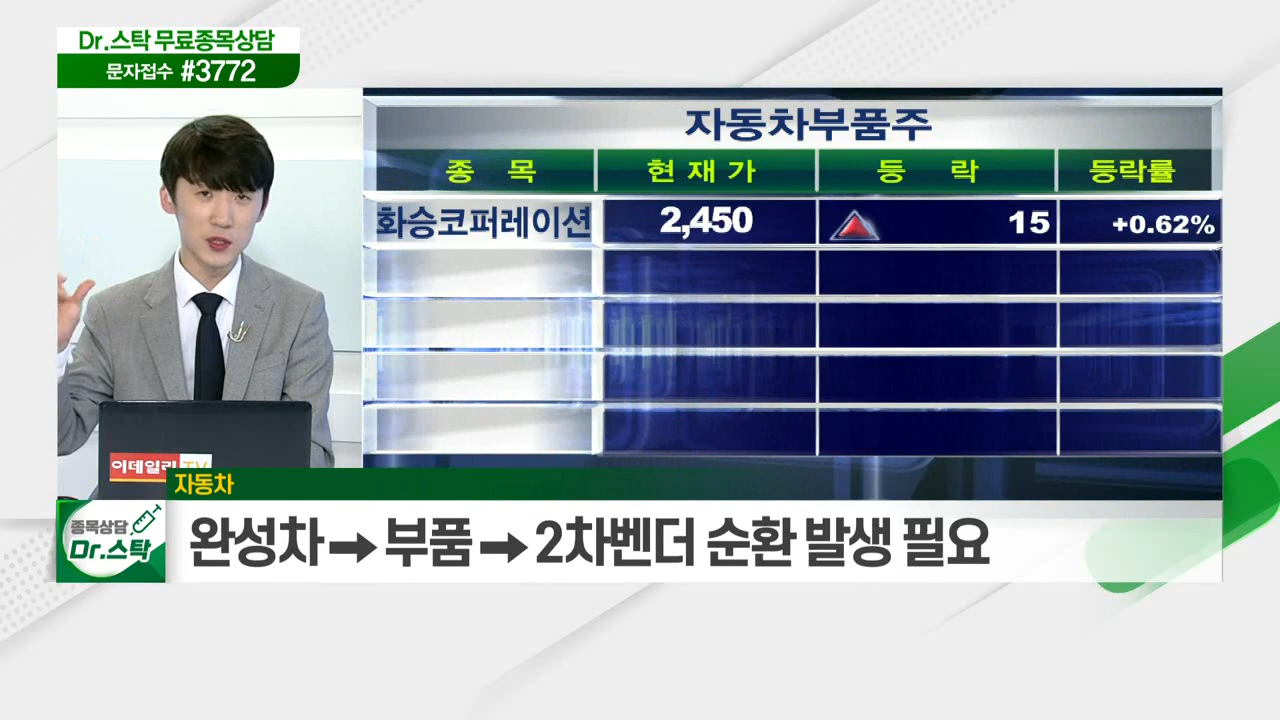 Dr.스탁 무료종목상담
문자접수 #3772
자동차부품주
종 목 현재가 등 락 등락률
화승코퍼레이션 2,450 15 +0.62%
이데일리 TV
자동차
종목상담
Dr.스탁
완성차→부품→2차벤더 순환 발생 필요